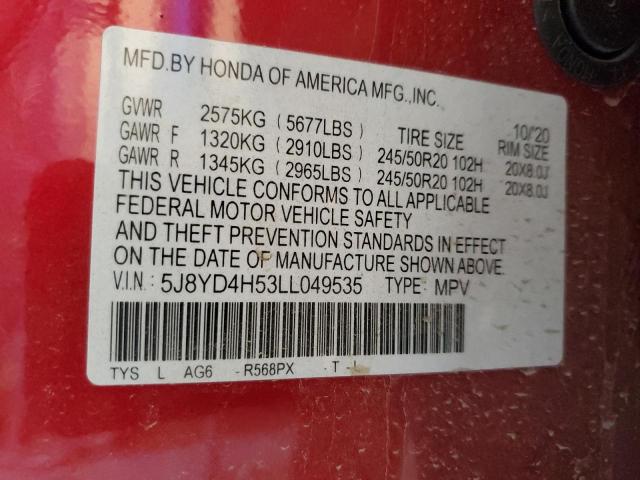 MFD.BY HONDA OF AMERICA MFG.,INC.
10/'20
GVWR 2575KG (5677LBS) TIRE SIZE RIM SIZE
GAWR F 1320KG (2910LBS) 245/50R20 102H 20X8.0J
GAWR R 1345KG (2965LBS) 245/50R20 102H 20X8.0J
THIS VEHICLE CONFORMS TO ALL APPLICABLE
FEDERAL MOTOR VEHICLE SAFETY
AND THEFT PREVENTION STANDARDS IN EFFECT
ON THE DATE OF MANUFACTURE SHOWN ABOVE.
V.I.N: 5J8YD4H53LL049535 TYPE: MPV
TYS L AG6 - R568PX - T -